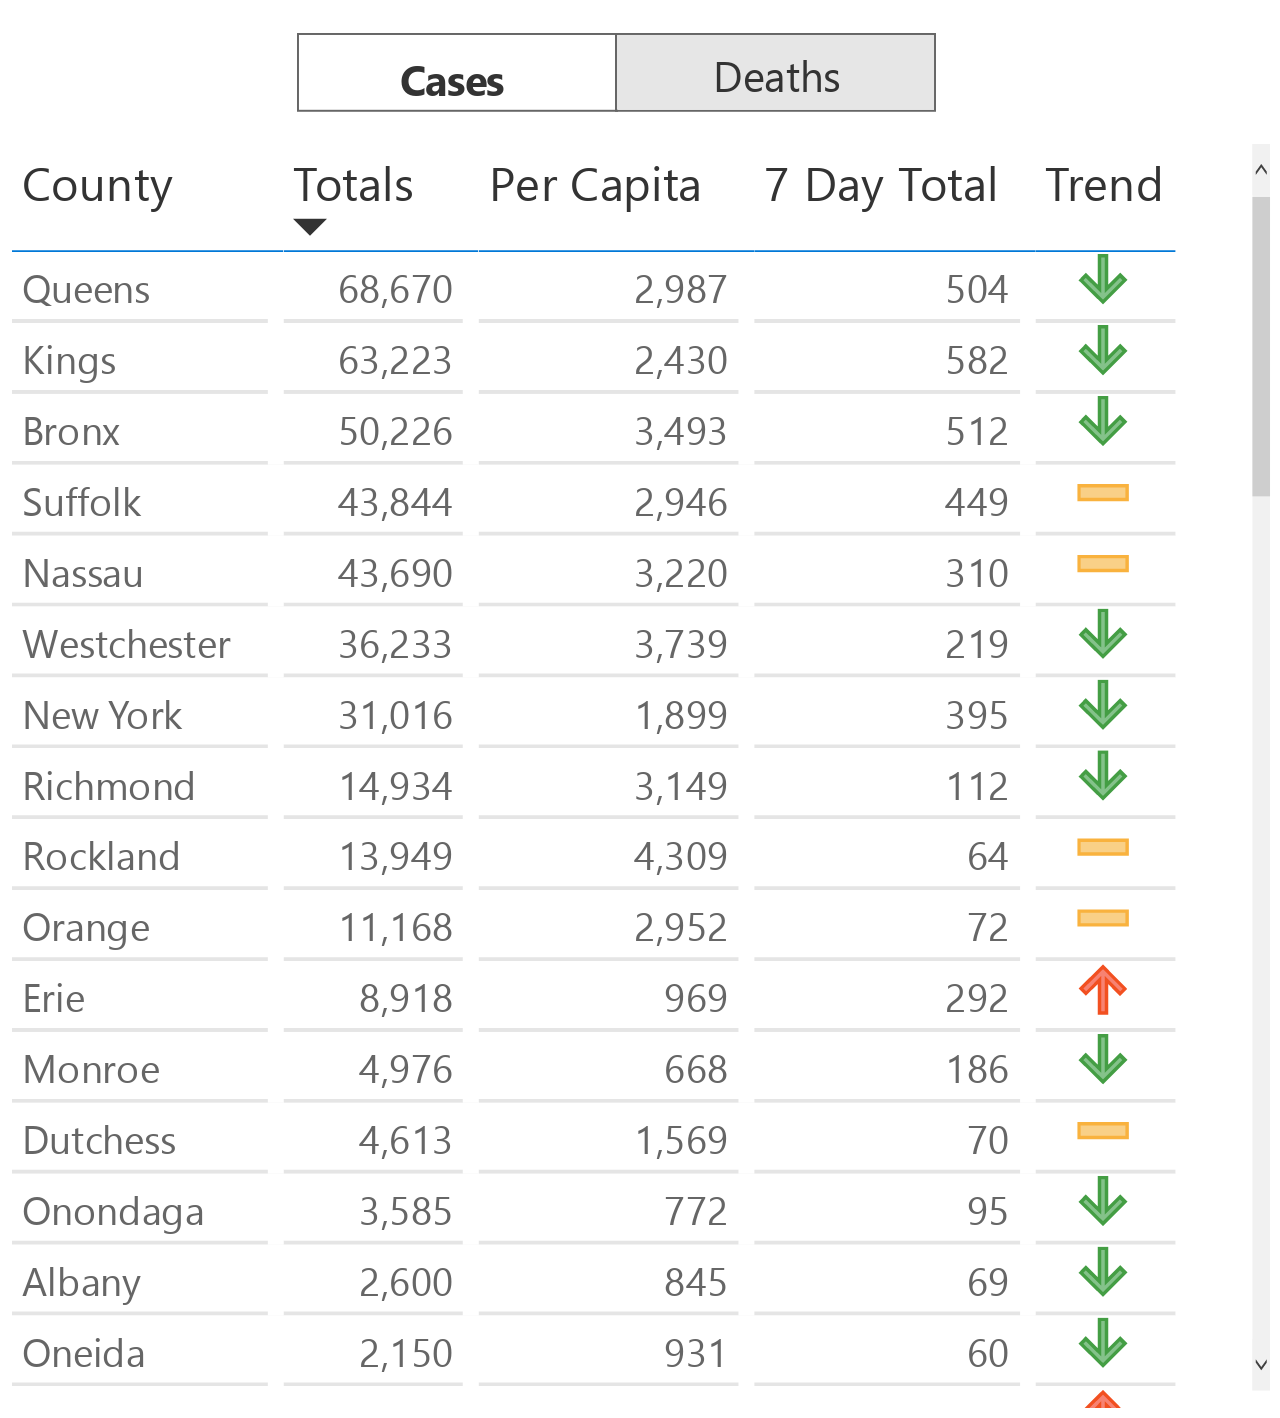 Cases Deaths
County Totals Per Capita 7 Day Total Trend
Queens 68,670 2,987 504
Kings 63,223 2,430 582
Bronx 50,226 3,493 512
Suffolk 43,844 2,946 449
Nassau 43,690 3,220 310
Westchester 36,233 3,739 219
New York 31,016 1,899 395
Richmond 14,934 3,149 112
Rockland 13,949 4,309 64
Orange 11,168 2,952 72
Erie 8,918 969 292
Monroe 4,976 668 186
Dutchess 4,613 1,569 70
Onondaga 3,585 772 95
Albany 2,600 845 69
Oneida 2,150 931 60